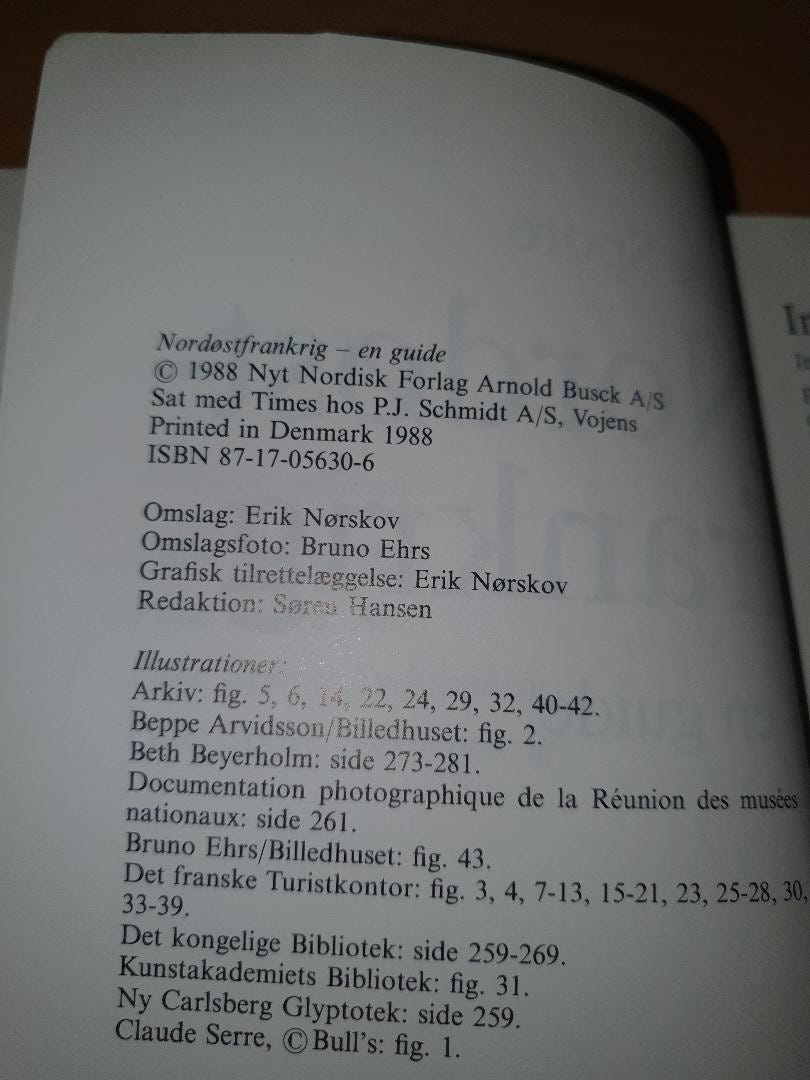 Nordøstfrankrig – en guide
© 1988 Nyt Nordisk Forlag Arnold Busck A/S
Sat med Times hos P.J. Schmidt A/S, Vojens
Printed in Denmark 1988
ISBN 87-17-05630-6
Omslag: Erik Nørskov
Omslagsfoto: Bruno Ehrs
Grafisk tilrettelæggelse: Erik Nørskov
Redaktion: Søren Hansen
Illustrationer:
Arkiv: fig. 5, 6, 14, 22, 24, 29, 32, 40-42.
Beppe Arvidsson/Billedhuset: fig. 2.
Beth Beyerholm: side 273-281.
Documentation photographique de la Réunion des musées
nationaux: side 261.
Bruno Ehrs/Billedhuset: fig. 43.
Det franske Turistkontor: fig. 3, 4, 7-13, 15-21, 23, 25-28, 30,
33-39.
Det kongelige Bibliotek: side 259-269.
Kunstakademiets Bibliotek: fig. 31.
Ny Carlsberg Glyptotek: side 259.
Claude Serre, © Bull's: fig. 1.